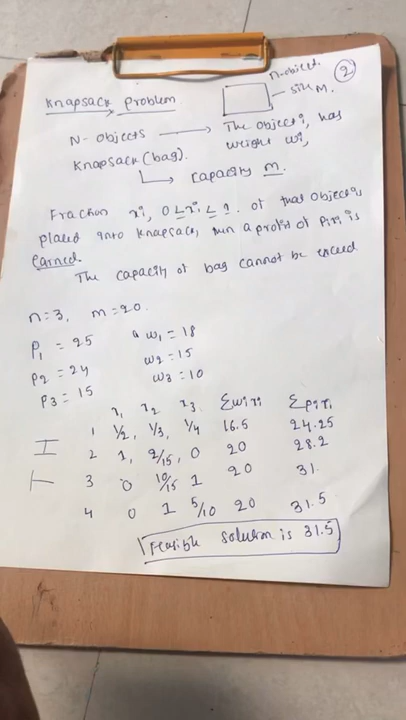 n-object.
②
Knapsack problem
size M.
N- objects → The object i, has
weight wi,
Knapsack (bag).
↳ capacity m.
Fraction xi, 0 ≤ xi ≤ 1. of that object is
placed into knapsack, then a profit of pixi is
earned.
The capacity of bag cannot be exceed
n=3, m=20.
P1 = 25 w1 = 18
P2 = 24 w2 = 15
P3 = 15 w3 = 10
x1 x2 x3 Σwixi Σpixi
1 1/2, 1/3, 1/4 16.5 24.25
2 1, 2/15, 0 20 28.2
3 0 10/15 1 20 31.
4 0 1 5/10 20 31.5
Feasible solution is 31.5